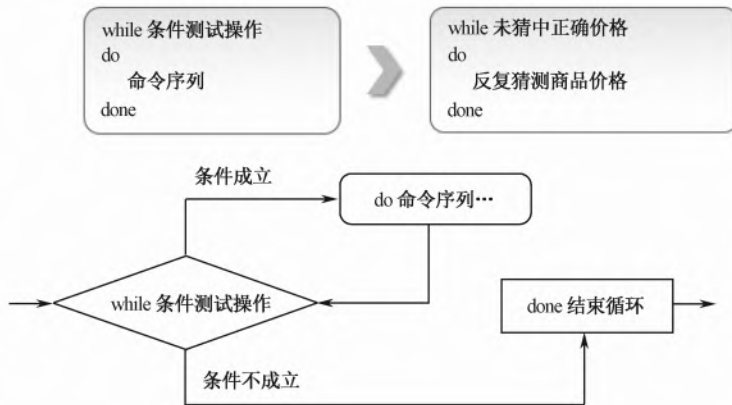 while 条件测试操作
do
命令序列
done
while 未猜中正确价格
do
反复猜测商品价格
done
条件成立
do 命令序列…
while 条件测试操作
done 结束循环
条件不成立